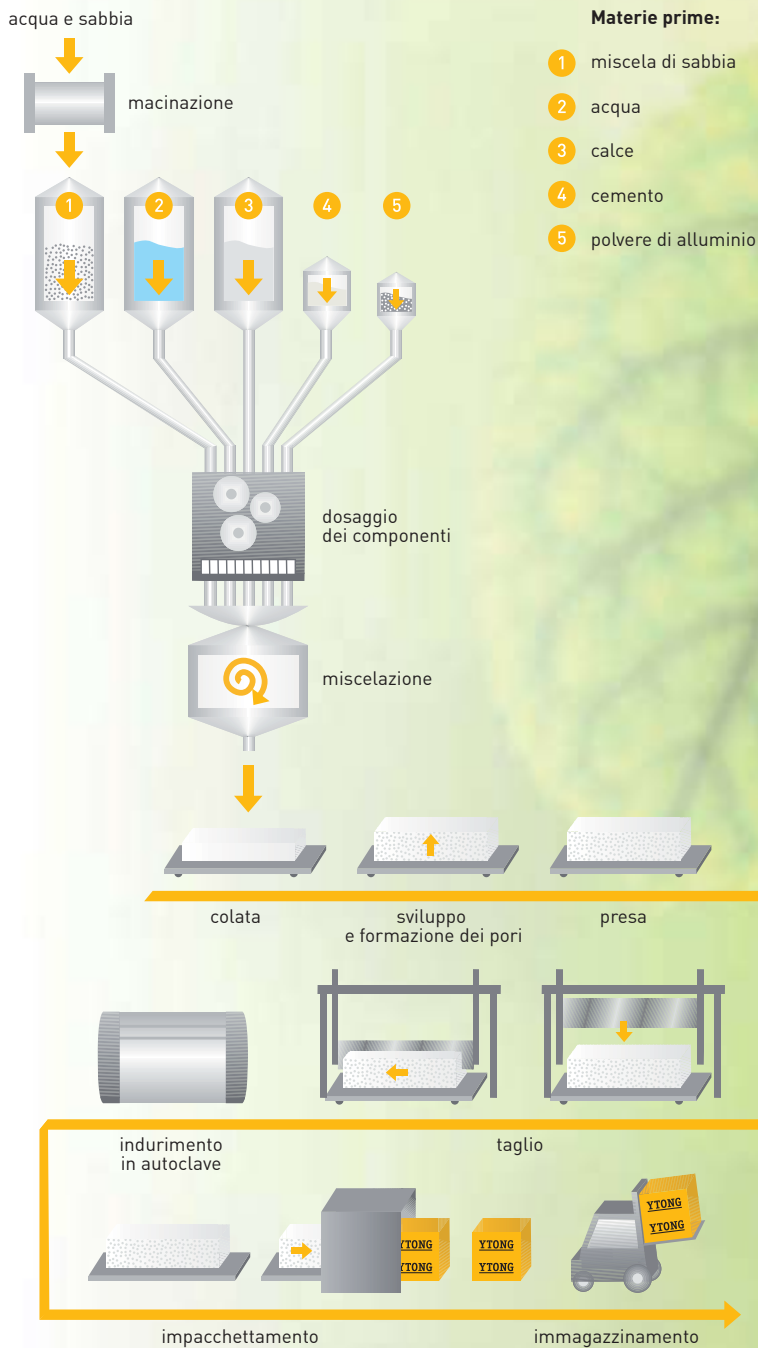 acqua e sabbia
macinazione
Materie prime:
1 miscela di sabbia
2 acqua
3 calce
4 cemento
5 polvere di alluminio
1 2 3 4 5
dosaggio
dei componenti
miscelazione
colata
sviluppo
e formazione dei pori
presa
indurimento
in autoclave
taglio
YTONG
YTONG
YTONG
YTONG
YTONG
YTONG
impacchettamento
immagazzinamento